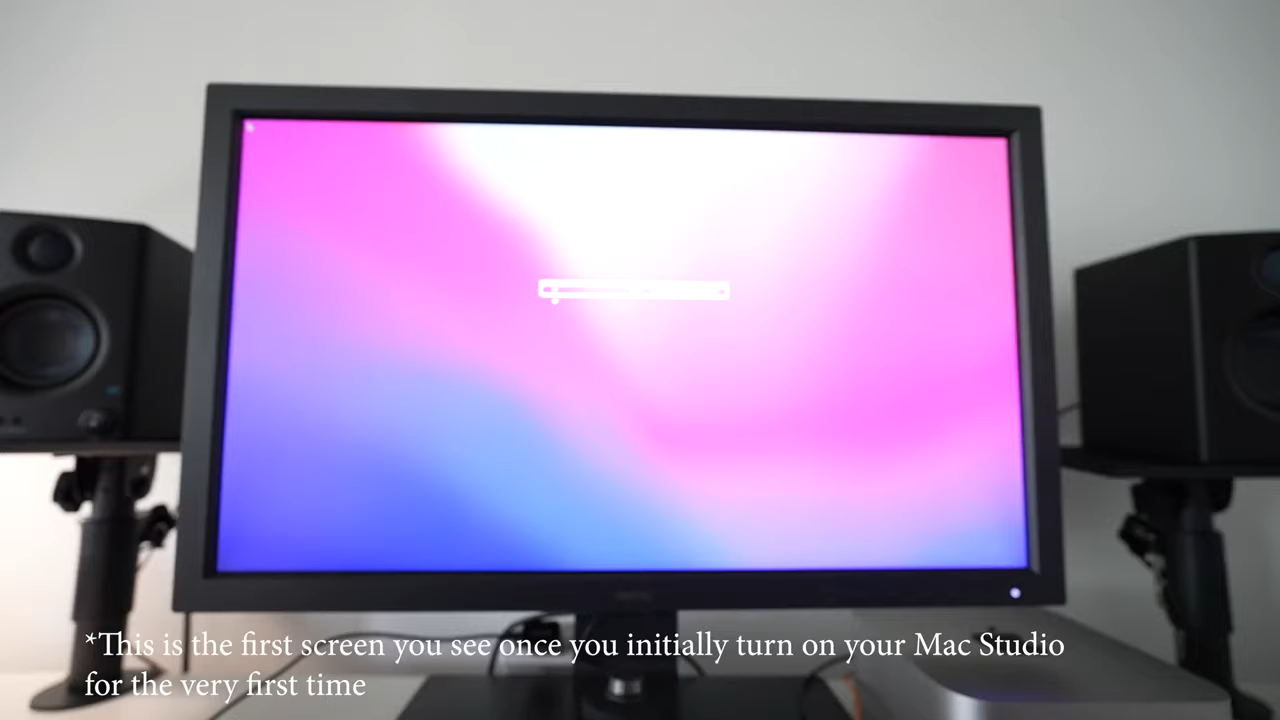 *This is the first screen you see once you initially turn on your Mac Studio
for the very first time